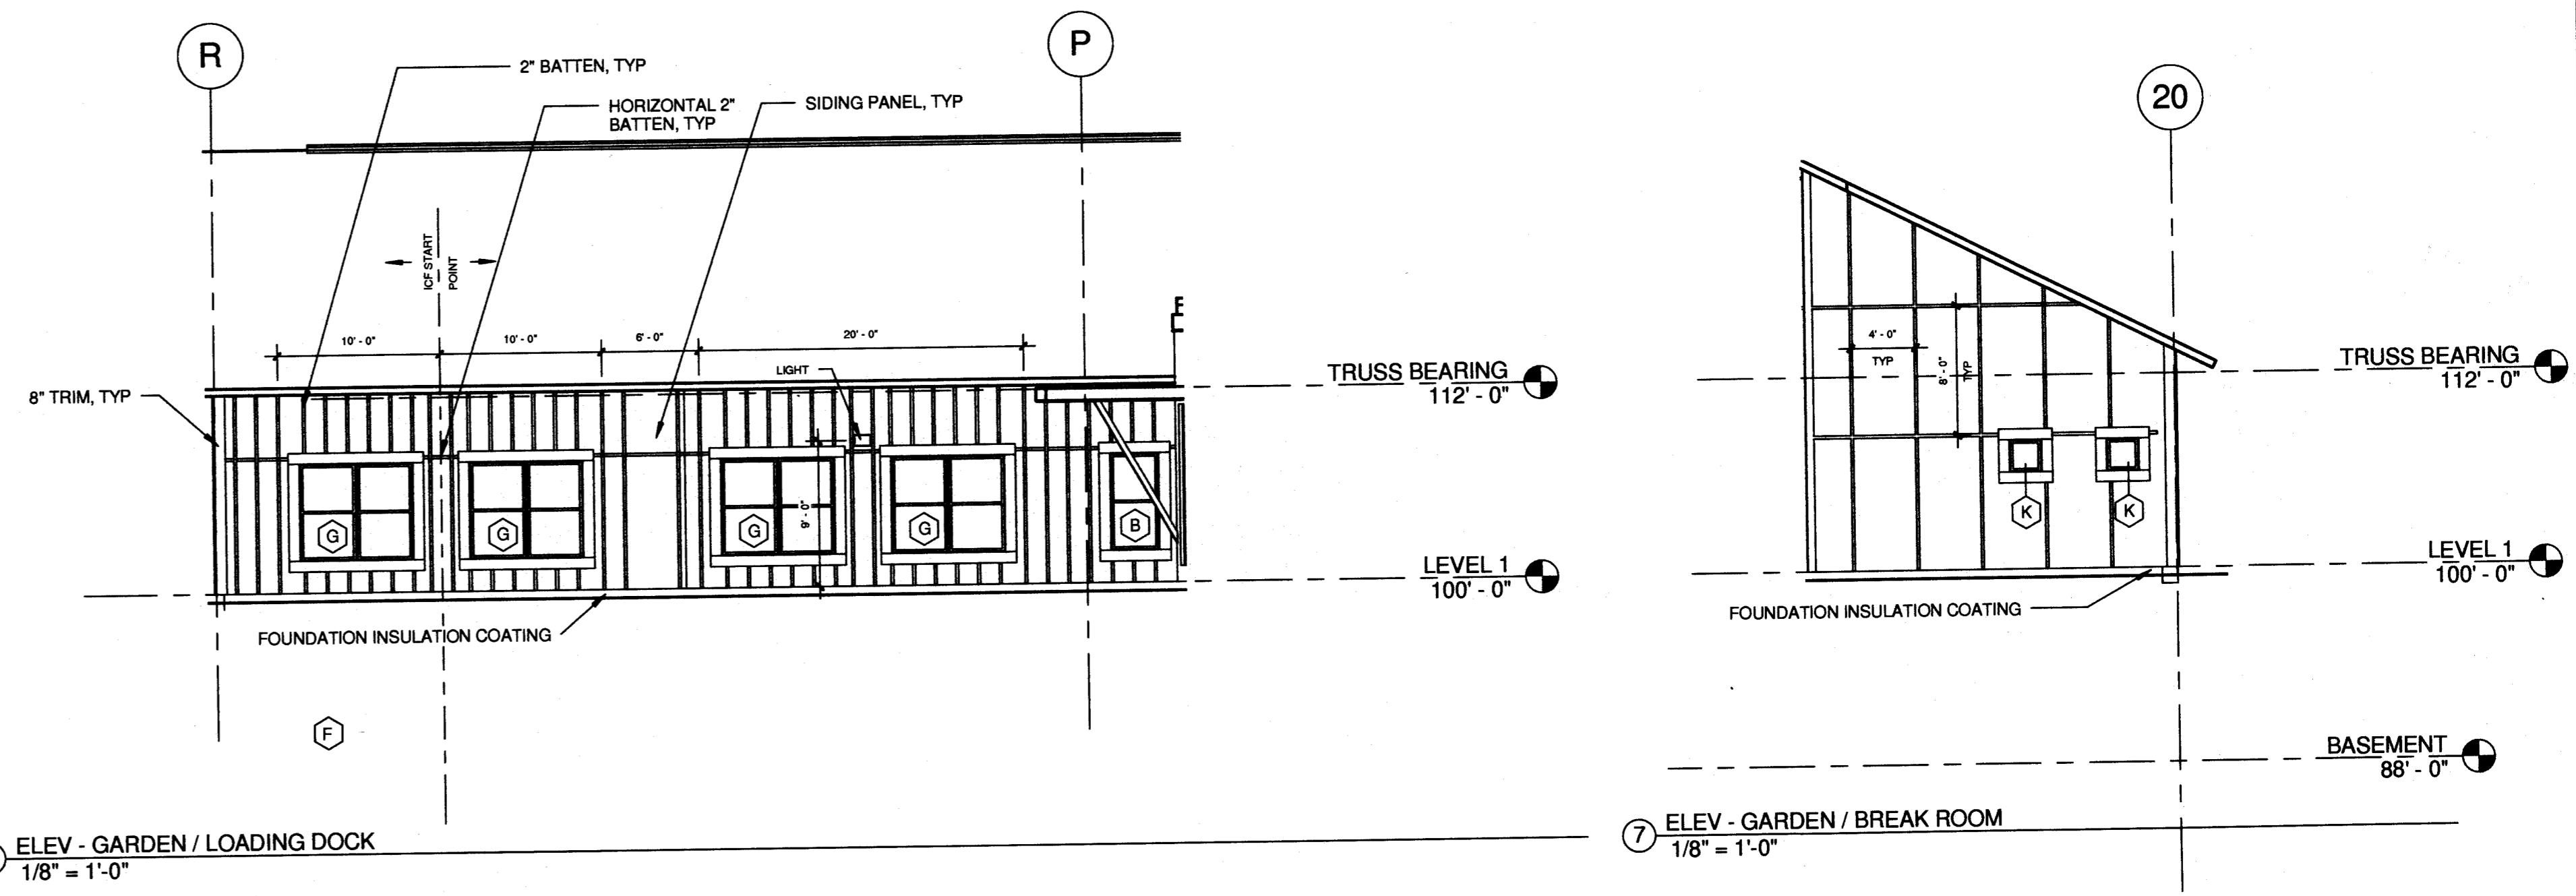 R
P
20
2" BATTEN, TYP
HORIZONTAL 2"
BATTEN, TYP
SIDING PANEL, TYP
ICF START
POINT
10' - 0"
10' - 0"
6' - 0"
20' - 0"
LIGHT
8" TRIM, TYP
9' - 0"
G
G
G
G
B
FOUNDATION INSULATION COATING
F
TRUSS BEARING
112' - 0"
LEVEL 1
100' - 0"
ELEV - GARDEN / LOADING DOCK
1/8" = 1'-0"
4' - 0"
TYP
8' - 0"
TYP
K
K
TRUSS BEARING
112' - 0"
LEVEL 1
100' - 0"
FOUNDATION INSULATION COATING
BASEMENT
88' - 0"
7
ELEV - GARDEN / BREAK ROOM
1/8" = 1'-0"